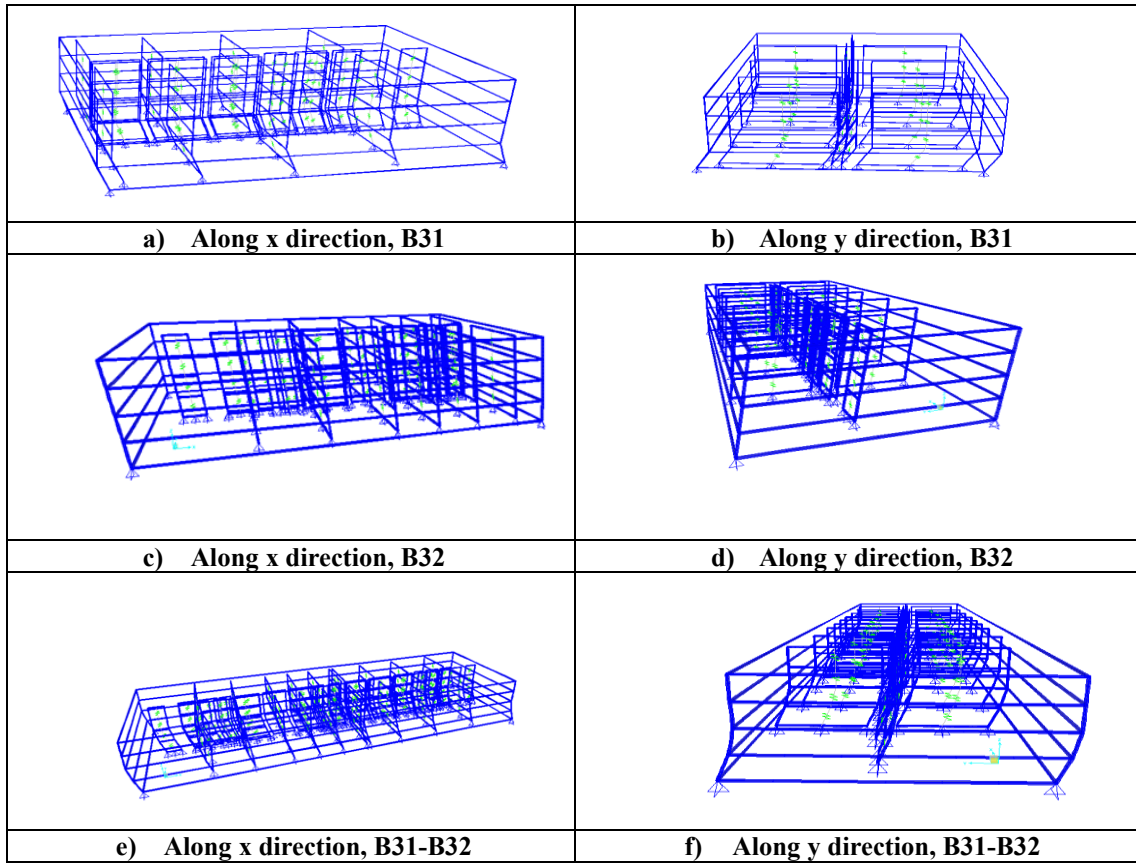 a) Along x direction, B31
b) Along y direction, B31
c) Along x direction, B32
d) Along y direction, B32
e) Along x direction, B31-B32
f) Along y direction, B31-B32